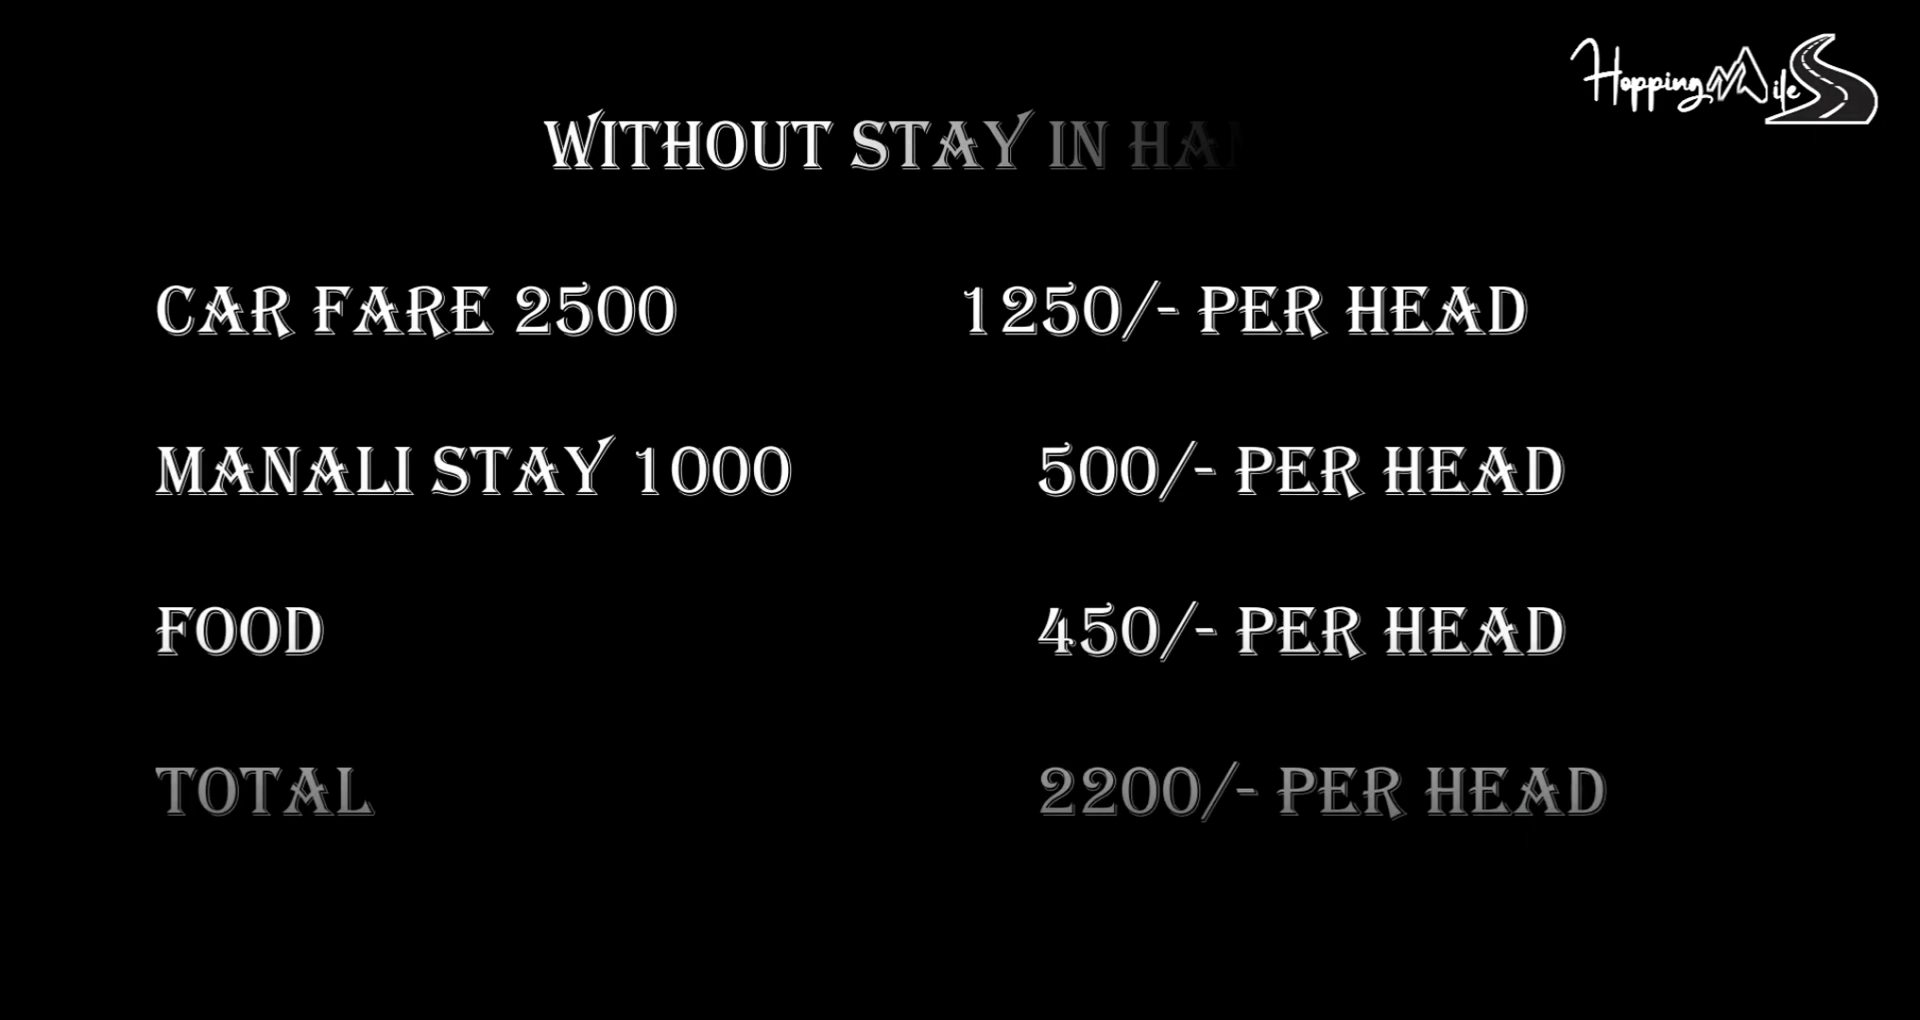 Hopping Miles
WITHOUT STAY IN
CAR FARE 2500 1250/- PER HEAD
MANALI STAY 1000 500/- PER HEAD
FOOD 450/- PER HEAD
TOTAL 2200/- PER HEAD